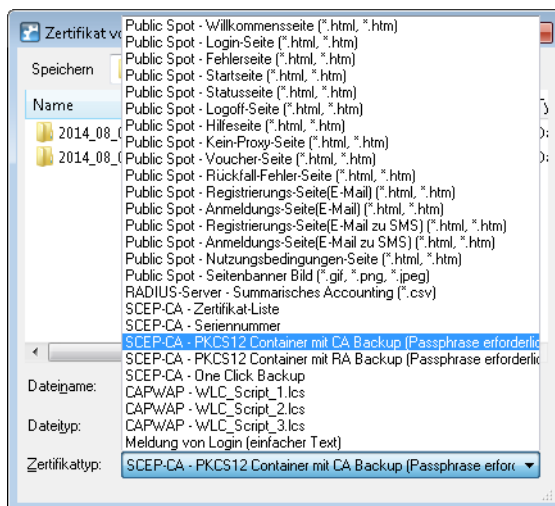 Zertifikat vo
Public Spot - Willkommensseite (*.html, *.htm)
Public Spot - Login-Seite (*.html, *.htm)
Public Spot - Fehlerseite (*.html, *.htm)
Speichern
Public Spot - Startseite (*.html, *.htm)
Public Spot - Statusseite (*.html, *.htm)
Name
Public Spot - Logoff-Seite (*.html, *.htm)
Public Spot - Hilfeseite (*.html, *.htm)
2014_08_0
Public Spot - Kein-Proxy-Seite (*.html, *.htm)
2014_08_0
Public Spot - Voucher-Seite (*.html, *.htm)
Public Spot - Rückfall-Fehler-Seite (*.html, *.htm)
Public Spot - Registrierungs-Seite(E-Mail) (*.html, *.htm)
Public Spot - Anmeldungs-Seite(E-Mail) (*.html, *.htm)
Public Spot - Registrierungs-Seite(E-Mail zu SMS) (*.html, *.htm)
Public Spot - Anmeldungs-Seite(E-Mail zu SMS) (*.html, *.htm)
Public Spot - Nutzungsbedingungen-Seite (*.html, *.htm)
Public Spot - Seitenbanner Bild (*.gif, *.png, *.jpeg)
RADIUS-Server - Summarisches Accounting (*.csv)
SCEP-CA - Zertifikat-Liste
SCEP-CA - Seriennummer
SCEP-CA - PKCS12 Container mit CA Backup (Passphrase erforderlic
SCEP-CA - PKCS12 Container mit RA Backup (Passphrase erforderlic
SCEP-CA - One Click Backup
Dateiname:
CAPWAP - WLC_Script_1.lcs
CAPWAP - WLC_Script_2.lcs
Dateityp:
CAPWAP - WLC_Script_3.lcs
Meldung von Login (einfacher Text)
Zertifikattyp:
SCEP-CA - PKCS12 Container mit CA Backup (Passphrase erforc